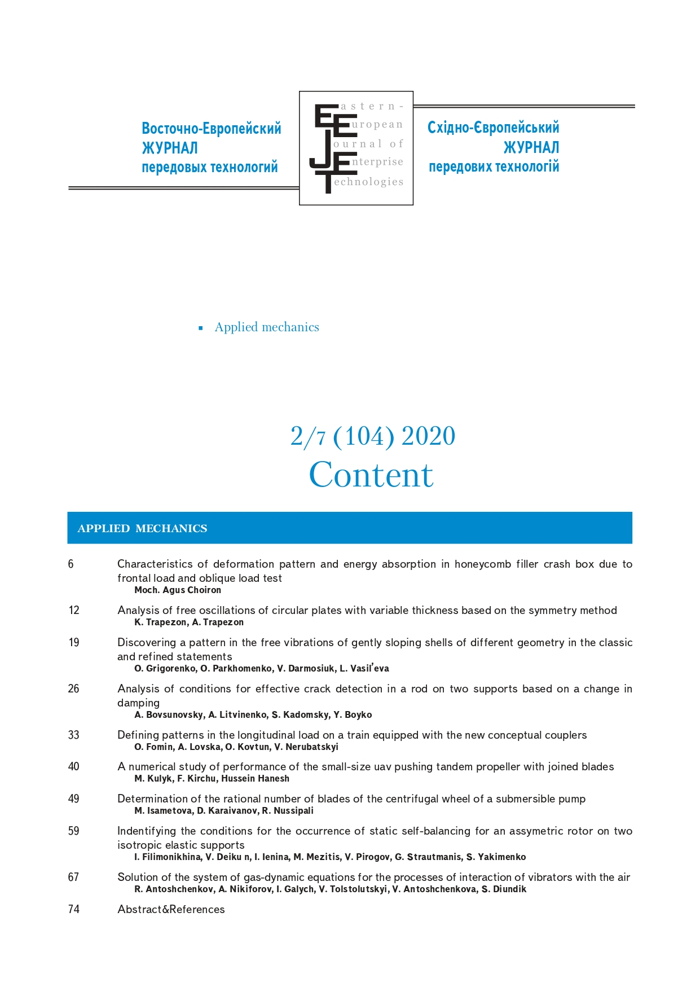 Восточно-Европейский
ЖУРНАЛ
передовых технологий
Eastern-
European
Journal of
Enterprise
Technologies
Східно-Європейський
ЖУРНАЛ
передових технологій
▪ Applied mechanics
2/7 (104) 2020
Content
APPLIED MECHANICS
6 Characteristics of deformation pattern and energy absorption in honeycomb filler crash box due to
frontal load and oblique load test
Moch. Agus Choiron
12 Analysis of free oscillations of circular plates with variable thickness based on the symmetry method
K. Trapezon, A. Trapezon
19 Discovering a pattern in the free vibrations of gently sloping shells of different geometry in the classic
and refined statements
O. Grigorenko, O. Parkhomenko, V. Darmosiuk, L. Vasil’eva
26 Analysis of conditions for effective crack detection in a rod on two supports based on a change in
damping
A. Bovsunovsky, A. Litvinenko, S. Kadomsky, Y. Boyko
33 Defining patterns in the longitudinal load on a train equipped with the new conceptual couplers
O. Fomin, A. Lovska, O. Kovtun, V. Nerubatskyi
40 A numerical study of performance of the small-size uav pushing tandem propeller with joined blades
M. Kulyk, F. Kirchu, Hussein Hanesh
49 Determination of the rational number of blades of the centrifugal wheel of a submersible pump
M. Isametova, D. Karaivanov, R. Nussipali
59 Indentifying the conditions for the occurrence of static self-balancing for an assymetric rotor on two
isotropic elastic supports
I. Filimonikhina, V. Deiku n, I. Ienina, M. Mezitis, V. Pirogov, G. Strautmanis, S. Yakimenko
67 Solution of the system of gas-dynamic equations for the processes of interaction of vibrators with the air
R. Antoshchenkov, A. Nikiforov, I. Galych, V. Tolstolutskyi, V. Antoshchenkova, S. Diundik
74 Abstract&References